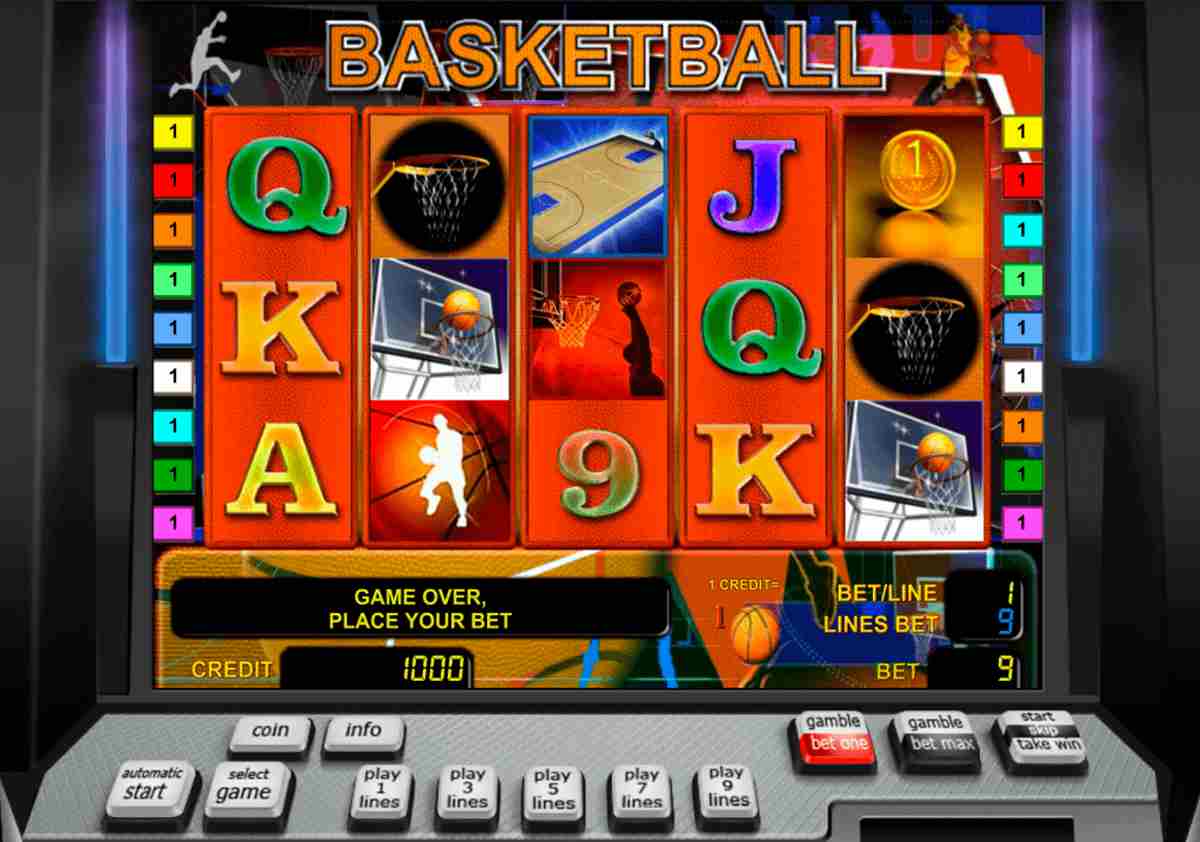 BASKETBALL
1 Q J 1 1
1 1
1 1
1 K Q 1
1 1
1 1
1 A 9 K 1
1 1
1 1
GAME OVER,
PLACE YOUR BET
1 CREDIT=
1
BET/LINE 1
LINES BET 9
CREDIT 1000
BET 9
coin
info
gamble
bet one
gamble
bet max
start
skip
take win
automatic
start
select
game
play
1
lines
play
3
lines
play
5
lines
play
7
lines
play
9
lines